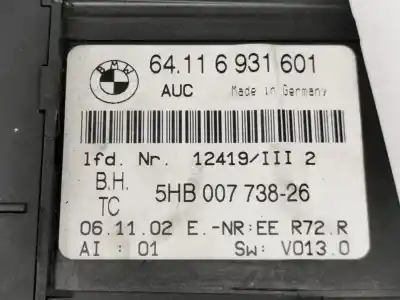 BMW
64.11 6 931 601
AUC Made in Germany
lfd. Nr. 12419/III 2
B.H.
TC 5HB 007 738-26
06.11.02 E.-NR:EE R72.R
AI : 01 SW: V013.0